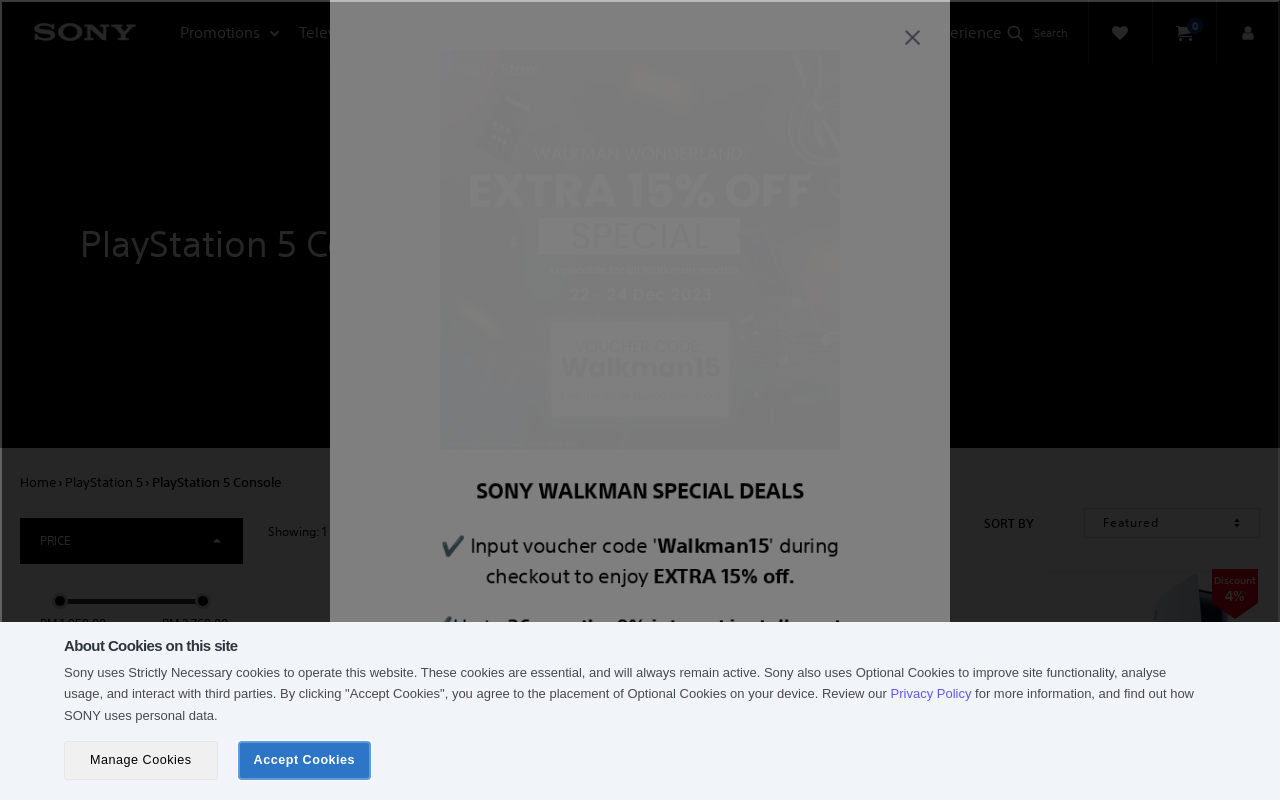 SONY
Promotions
erience
Search
0
WALKMAN WONDERLAND
EXTRA 15% OFF
SPECIAL
22 - 24 Dec 2023
VOUCHER CODE:
Walkman15
PlayStation 5 C
Home › PlayStation 5 › PlayStation 5 Console
SONY WALKMAN SPECIAL DEALS
PRICE
Showing: 1
SORT BY
Featured
✔ Input voucher code 'Walkman15' during
checkout to enjoy EXTRA 15% off.
Discount
4%
About Cookies on this site
Sony uses Strictly Necessary cookies to operate this website. These cookies are essential, and will always remain active. Sony also uses Optional Cookies to improve site functionality, analyse
usage, and interact with third parties. By clicking "Accept Cookies", you agree to the placement of Optional Cookies on your device. Review our Privacy Policy for more information, and find out how
SONY uses personal data.
Manage Cookies
Accept Cookies